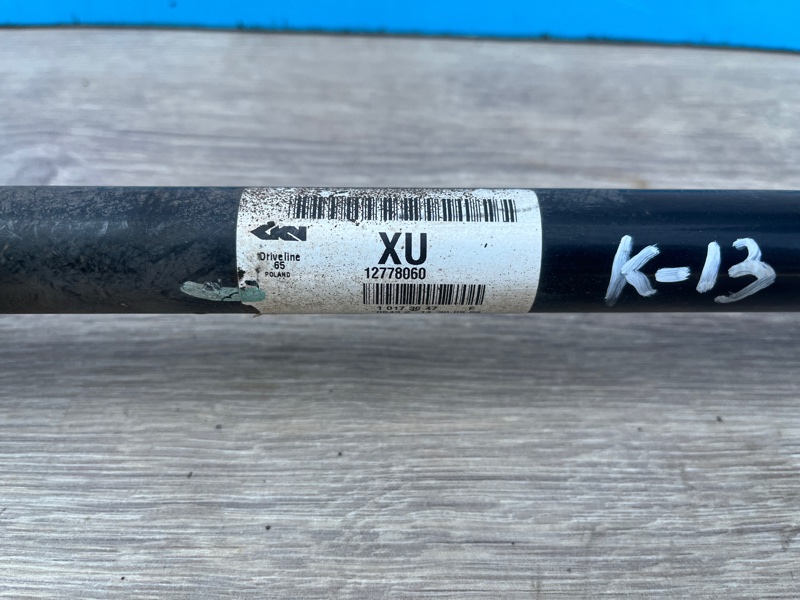 GKN
Driveline
65
POLAND
XU
12778060
K-13